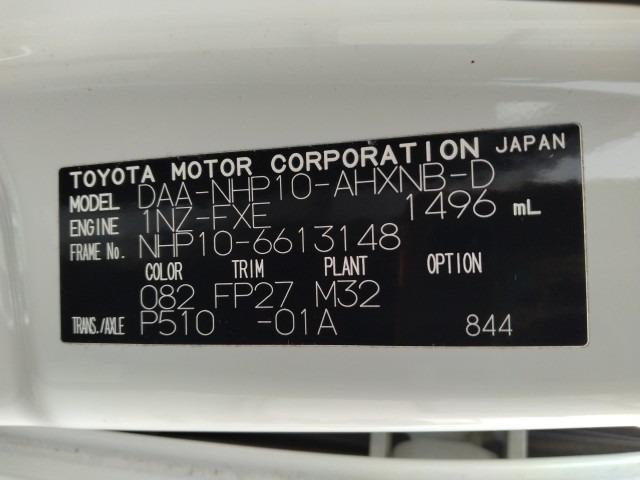 TOYOTA MOTOR CORPORATION JAPAN
MODEL DAA-NHP10-AHXNB-D
ENGINE 1NZ-FXE 1496 mL
FRAME No. NHP10-6613148
COLOR TRIM PLANT OPTION
082 FP27 M32
TRANS./AXLE P510 -01A 844